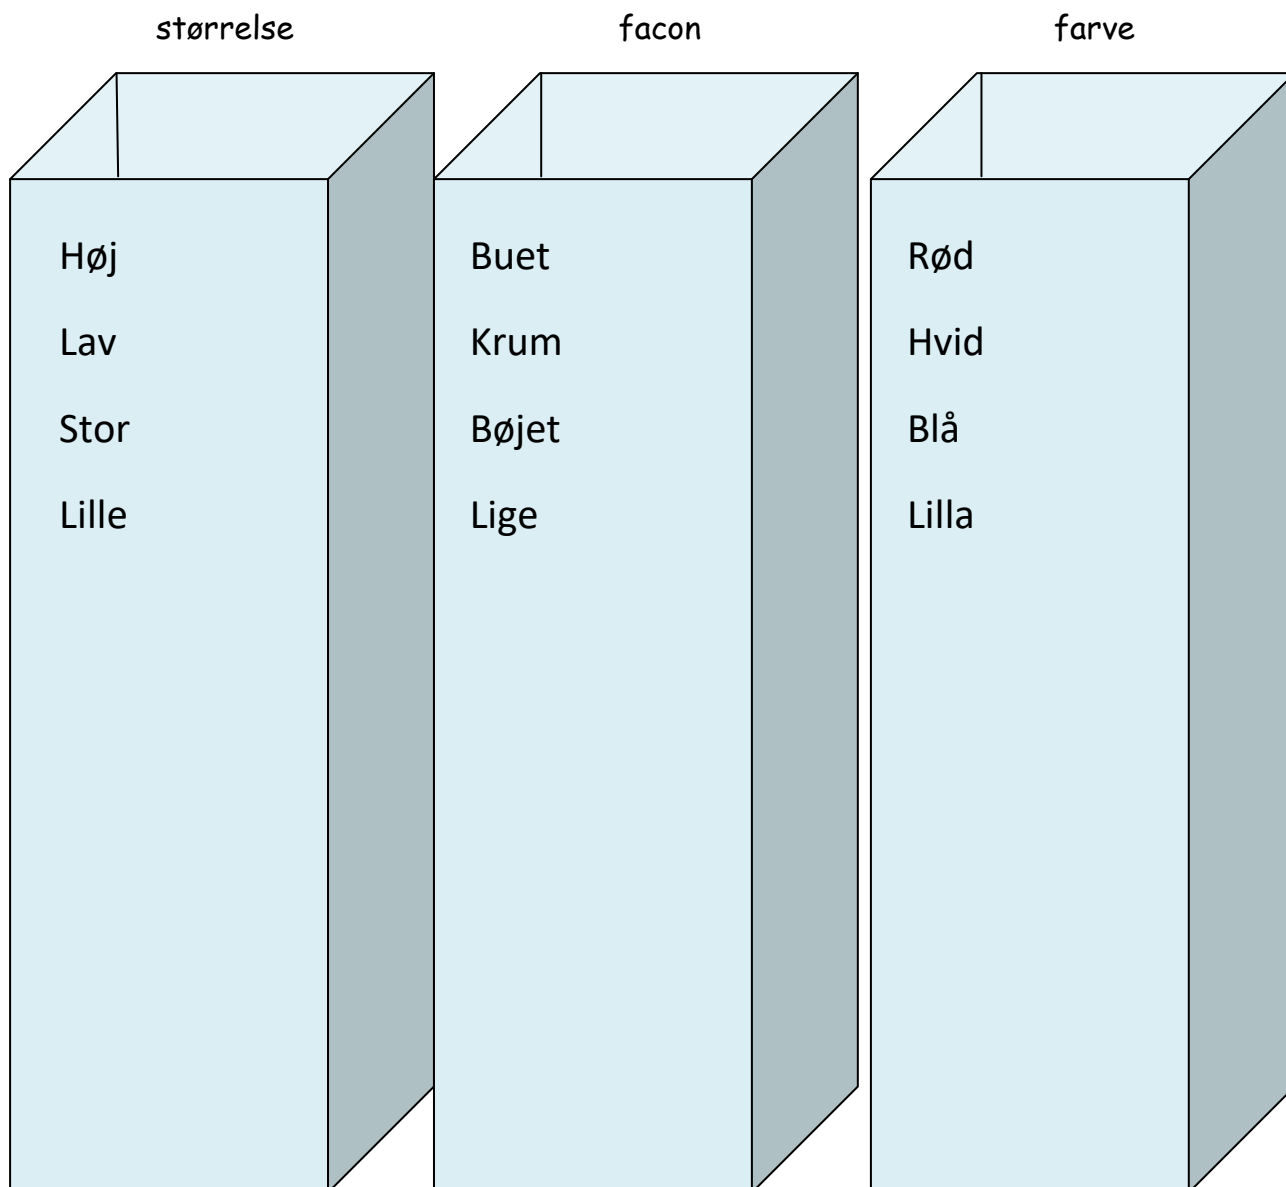 størrelse
facon
farve
Høj
Lav
Stor
Lille
Buet
Krum
Bøjet
Lige
Rød
Hvid
Blå
Lilla